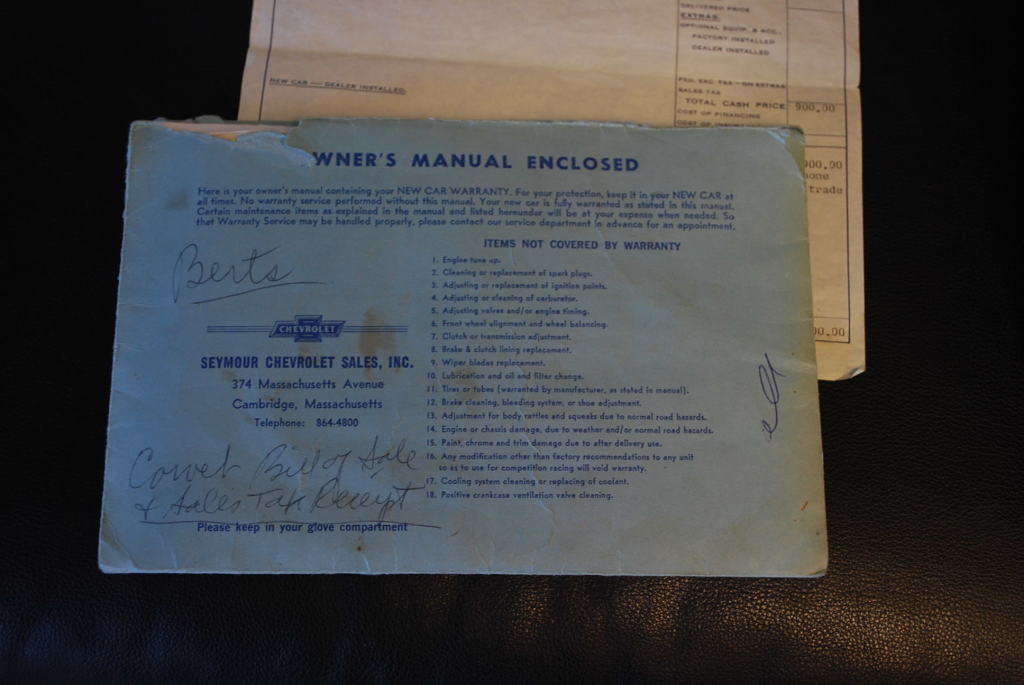 DELIVERED PRICE
EXTRAS:
OPTIONAL EQUIP. & ACC.,
FACTORY INSTALLED
DEALER INSTALLED
NEW CAR — DEALER INSTALLED:
FED. EXC. TAX — ON EXTRAS
SALES TAX
TOTAL CASH PRICE 900.00
COST OF FINANCING
COST OF
00.00
one
trade
00.00
WNER'S MANUAL ENCLOSED
Here is your owner's manual containing your NEW CAR WARRANTY. For your protection, keep it in your NEW CAR at
all times. No warranty service performed without this manual. Your new car is fully warranted as stated in this manual.
Certain maintenance items as explained in the manual and listed hereunder will be at your expense when needed. So
that Warranty Service may be handled properly, please contact our service department in advance for an appointment.
Berts
CHEVROLET
SEYMOUR CHEVROLET SALES, INC.
374 Massachusetts Avenue
Cambridge, Massachusetts
Telephone: 864-4800
Corvet Bill of Sale
& Sales Tax Receipt
Please keep in your glove compartment
ITEMS NOT COVERED BY WARRANTY
1. Engine tune up.
2. Cleaning or replacement of spark plugs.
3. Adjusting or replacement of ignition points.
4. Adjusting or cleaning of carburetor.
5. Adjusting valves and/or engine timing.
6. Front wheel alignment and wheel balancing.
7. Clutch or transmission adjustment.
8. Brake & clutch lining replacement.
9. Wiper blades replacement.
10. Lubrication and oil and filter change.
11. Tires or tubes (warranted by manufacturer, as stated in manual).
12. Brake cleaning, bleeding system, or shoe adjustment.
13. Adjustment for body rattles and squeaks due to normal road hazards.
14. Engine or chassis damage, due to weather and/or normal road hazards.
15. Paint, chrome and trim damage due to after delivery use.
16. Any modification other than factory recommendations to any unit
so as to use for competition racing will void warranty.
17. Cooling system cleaning or replacing of coolant.
18. Positive crankcase ventilation valve cleaning.